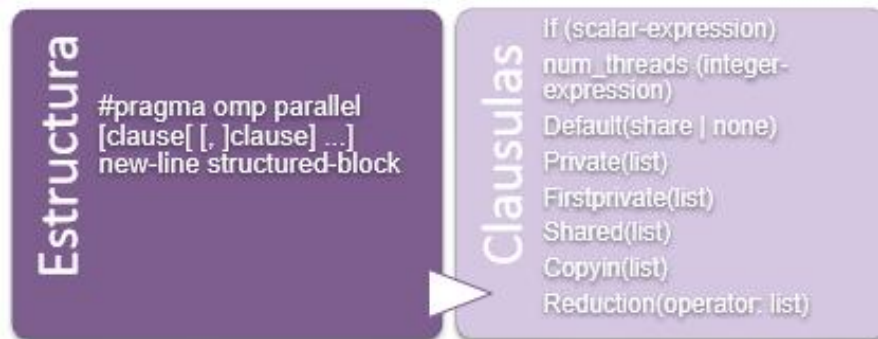 Estructura
#pragma omp parallel
[clause[ [, ]clause] ...]
new-line structured-block
Clausulas
If (scalar-expression)
num_threads (integer-
expression)
Default(share | none)
Private(list)
Firstprivate(list)
Shared(list)
Copyin(list)
Reduction(operator: list)